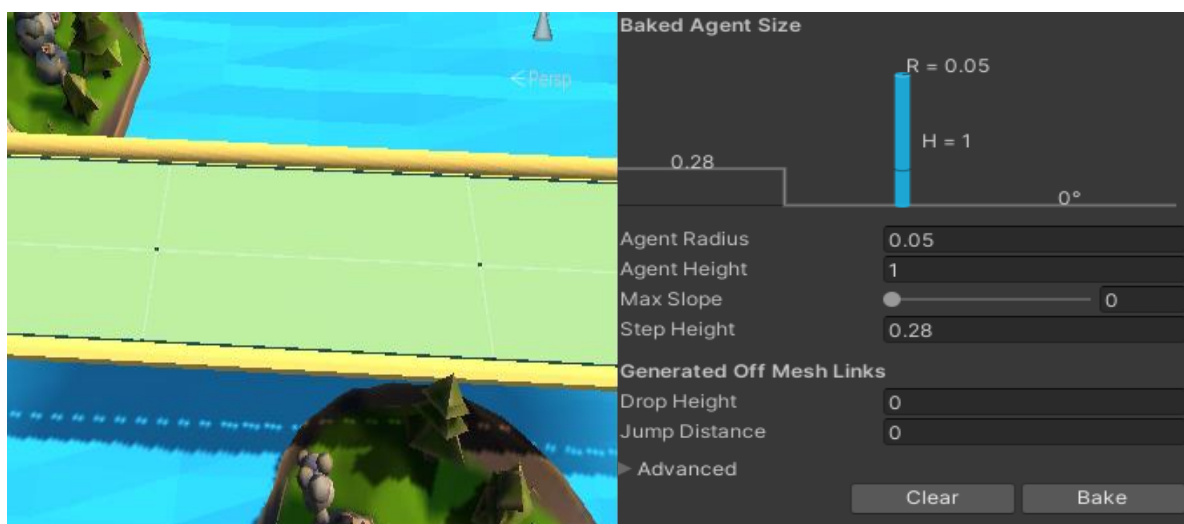 Persp
Baked Agent Size
R = 0.05
H = 1
0.28
0°
Agent Radius 0.05
Agent Height 1
Max Slope 0
Step Height 0.28
Generated Off Mesh Links
Drop Height 0
Jump Distance 0
Advanced
Clear Bake